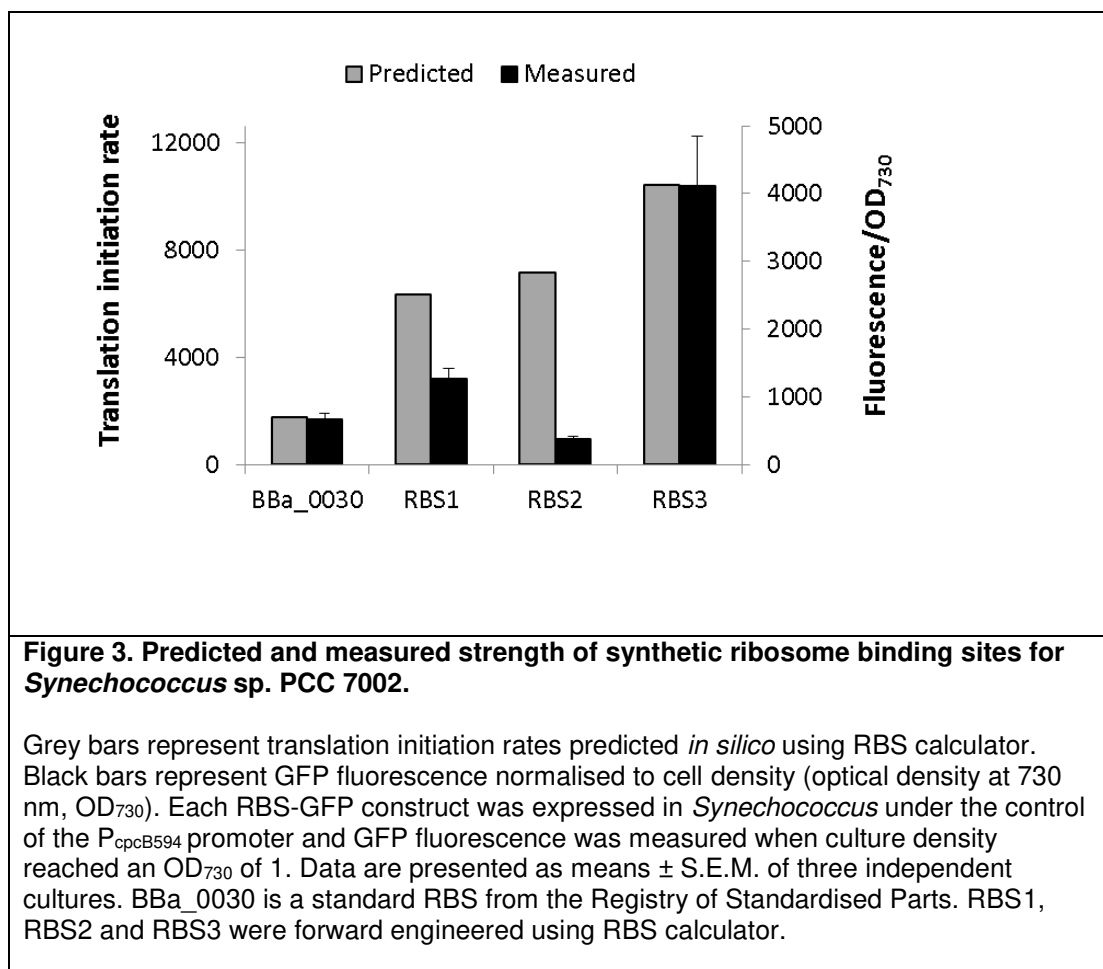 Predicted Measured
Translation initiation rate
12000
8000
4000
0
5000
4000
3000
2000
1000
0
Fluorescence/OD730
BBa_0030 RBS1 RBS2 RBS3
Figure 3. Predicted and measured strength of synthetic ribosome binding sites for
Synechococcus sp. PCC 7002.
Grey bars represent translation initiation rates predicted in silico using RBS calculator.
Black bars represent GFP fluorescence normalised to cell density (optical density at 730
nm, OD730). Each RBS-GFP construct was expressed in Synechococcus under the control
of the PcpcB594 promoter and GFP fluorescence was measured when culture density
reached an OD730 of 1. Data are presented as means ± S.E.M. of three independent
cultures. BBa_0030 is a standard RBS from the Registry of Standardised Parts. RBS1,
RBS2 and RBS3 were forward engineered using RBS calculator.